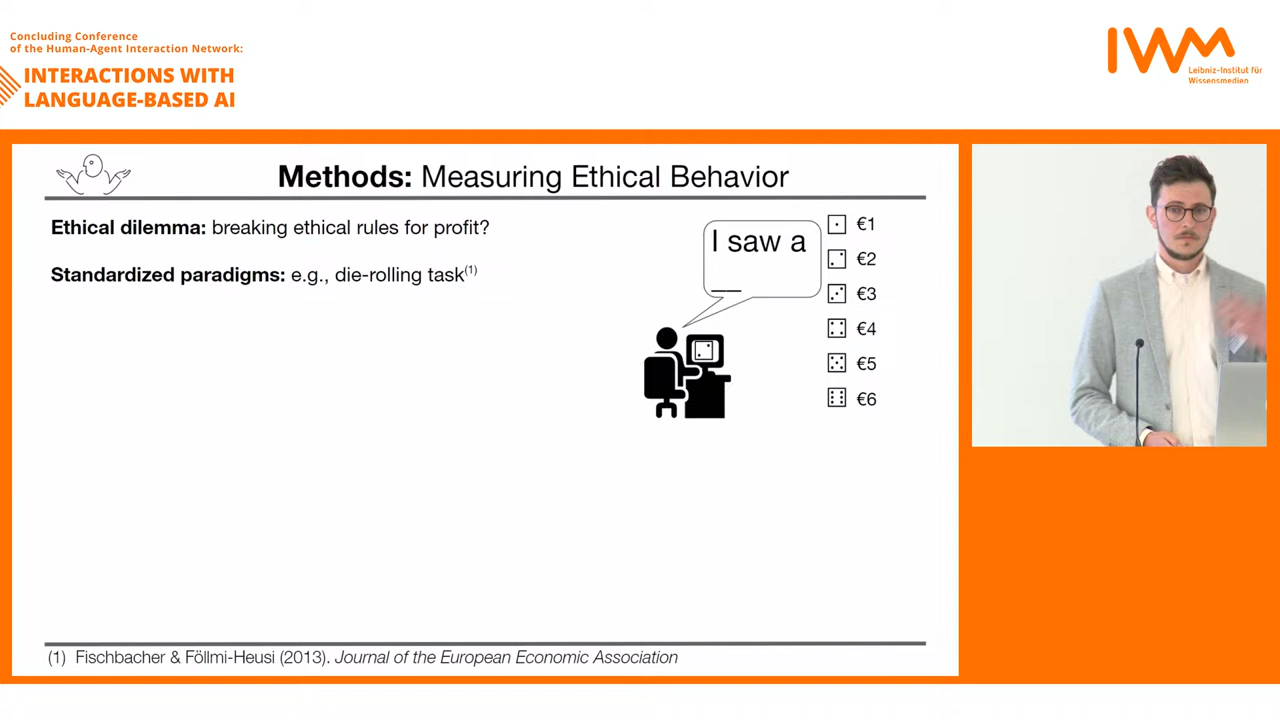 Concluding Conference
of the Human-Agent Interaction Network:
INTERACTIONS WITH
LANGUAGE-BASED AI
IWM
Leibniz-Institut für
Wissensmedien
Methods: Measuring Ethical Behavior
Ethical dilemma: breaking ethical rules for profit?
Standardized paradigms: e.g., die-rolling task(1)
I saw a
__
€1
€2
€3
€4
€5
€6
(1) Fischbacher & Föllmi-Heusi (2013). Journal of the European Economic Association